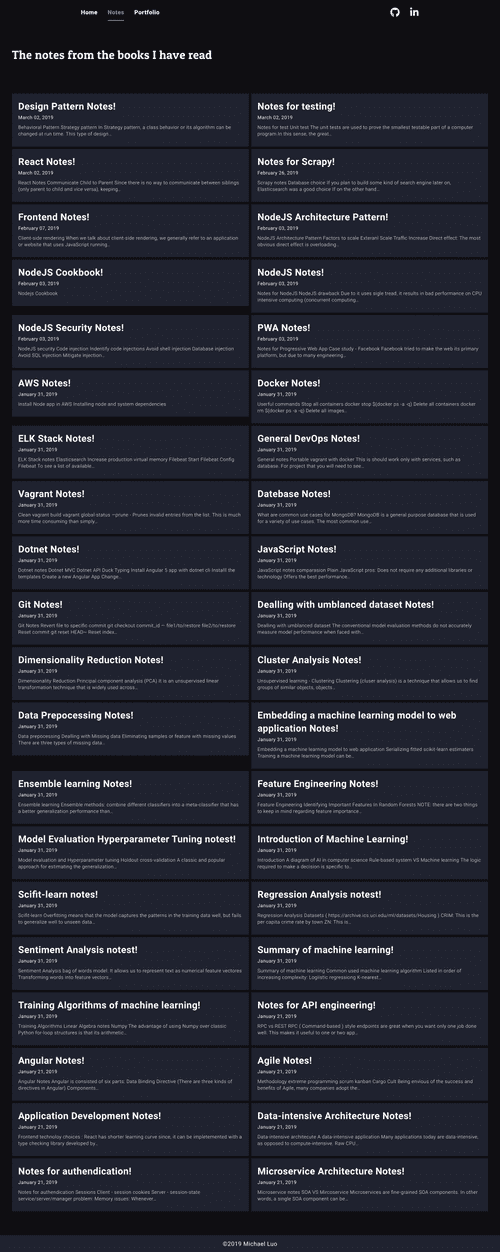 Home Notes Portfolio
The notes from the books I have read
Design Pattern Notes!
March 02, 2019
Behavioral Pattern Strategy pattern In Strategy pattern, a class behavior or its algorithm can be
changed at run time. This type of design...
Notes for testing!
March 02, 2019
Notes for test Unit test The unit tests are used to prove the smallest testable part of a computer
program in this sense, the great...
React Notes!
March 02, 2019
React Notes Communicate Child to Parent Since there is no way to communicate between siblings
(only parent to child and vice versa), keeping...
Notes for Scrapy!
February 26, 2019
Scrapy notes Database choice If you plan to build some kind of search engine later on,
Elasticsearch was a good choice if on the other hand...
Frontend Notes!
February 07, 2019
Client-side rendering When we talk about client side rendering, we generally refer to an application
or website that uses JavaScript running...
NodeJS Architecture Pattern!
February 03, 2019
NodeJS Architecture Pattern Factors to scale Exteranl Scale Traffic Increase Direct effect: The most
obvious direct effect is overloading...
NodeJS Cookbook!
February 03, 2019
Nodejs Cookbook
NodeJS Notes!
February 03, 2019
Notes for NodeJS NodeJS drawback Due to it uses sigle tread, it results in bad performance on CPU
intensive computing (concurrent computing...
NodeJS Security Notes!
February 03, 2019
NodeJS security Code injection Indentify code injections Avoid shell injection Database injection
Avoid SQL injection Mitigate injection...
PWA Notes!
February 03, 2019
Notes for Progressive Web App Case study - Facebook Facebook tried to make the web its primary
platform, but due to many engineering...
AWS Notes!
January 31, 2019
Install Node app in AWS Installing node and system dependencies
Docker Notes!
January 31, 2019
Userful commands Stop all containers docker stop $(docker ps -a -q) Delete all containers docker
rm $(docker ps -a -q) Delete all images...
ELK Stack Notes!
January 31, 2019
ELK Stack notes Elasticsearch Increase production virtual memory Filebeat Start Filebeat Config
Filebeat To see a list of available...
General DevOps Notes!
January 31, 2019
General notes Portable vagrant with docker This is should work only with services, such as
database. For project that you will need to see...
Vagrant Notes!
January 31, 2019
Clean vagrant build vagrant global-status --prune - Prunes invalid entries from the list. This is much
more time consuming than simply...
Datebase Notes!
January 31, 2019
What are common use cases for MongoDB? MongoDB is a general purpose database that is used
for a variety of use cases. The most common use...
Dotnet Notes!
January 31, 2019
Dotnet notes Dotnet MVC Dotnet API Duck Typing Install Angular 5 app with dotnet cli Install the
templates Create a new Angular App Change...
JavaScript Notes!
January 31, 2019
JavaScript notes comparasion Plain JavaScript pros: Does not require any additional libraries or
technology Offers the best performance...
Git Notes!
January 31, 2019
Git Notes Revert file to specific commit git checkout commit_id -- file1/to/restore file2/to/restore
Reset commit git reset HEAD~ Reset index...
Dealling with umblanced dataset Notes!
January 31, 2019
Dealling with umblanced dataset The conventional model evaluation methods do not accurately
measure model performance when faced with...
Dimensionality Reduction Notes!
January 31, 2019
Dimensionality Reduction Principal component analysis (PCA) it is an unsupervised linear
transformation technique that is widely used across...
Cluster Analysis Notes!
January 31, 2019
Unsupervised learning - Clustering Clustering (cluser analysis) is a technique that allows us to find
groups of similar objects, objects...
Data Prepocessing Notes!
January 31, 2019
Data preprocessing Dealing with Missing data Eliminating samples or feature with missing values
There are three types of missing data...
Embedding a machine learning model to web
application Notes!
January 31, 2019
Embedding a machine learning model to web application Serializing fitted scikit-learn estimaters
Training a machine learning model can be...
Ensemble learning Notes!
January 31, 2019
Ensemble learning Ensemble methods: combine different classifiers into a meta-classifier that has
a better generalization performance than...
Feature Engineering Notes!
January 31, 2019
Feature Engineering Identifying Important Features in Random Forests NOTE: there are two things
to keep in mind regarding feature importance...
Model Evaluation Hyperparameter Tuning notest!
January 31, 2019
Model evaluation and Hyperparameter tuning Holdout cross-validation A classic and popular
approach for estimating the generalization...
Introduction of Machine Learning!
January 31, 2019
Introduction A diagram of AI in computer science Rule-based system VS Machine learning The logic
required to make a decision is specific to...
Scifit-learn notes!
January 31, 2019
Scifit-learn Overfitting means that the model captures the patterns in the training data well, but fails
to generalize well to unseen data...
Regression Analysis notest!
January 31, 2019
Regression Analysis Datasets ( https://archive.ics.uci.edu/ml/datasets/Housing ) CRIM: This is the
per capita crime rate by town ZN: This is...
Sentiment Analysis notest!
January 31, 2019
Sentiment Analysis bag of words model. It allows us to represent text as numerical feature vectores
Transforming words into feature vectors...
Summary of machine learning!
January 31, 2019
Summary of machine learning Common used machine learning algorithm Listed in order of
increasing complexity: Logistic regressiong K-nearest...
Training Algorithms of machine learning!
January 31, 2019
Training Algorithms Linear Algebra notes Numpy The advantage of using Numpy over classic
Python for-loop structures is that its arithmetic...
Notes for API engineering!
January 21, 2019
RPC vs REST RPC ( Command-based ) style endpoints are great when you want only one job done
well. This makes it useful to one or two app...
Angular Notes!
January 21, 2019
Angular Notes Angular is consisted of six parts: Data Binding Directive (There are three kinds of
directives in Angular) Components...
Agile Notes!
January 21, 2019
Methodology extreme programming scrum kanban Cargo Cult Being envious of the success and
benefits of Agile, many companies adopt the...
Application Development Notes!
January 21, 2019
Frontend technoloy choices : React has shorter learning curve since, it can be implemented with a
type checking library developed by...
Data-intensive Architecture Notes!
January 21, 2019
Data-intensive architecute A data-intensive application Many applications today are data-intensive,
as opposed to compute-intensive. Raw CPU...
Notes for authendication!
January 21, 2019
Notes for authendication Sessions Client - session cookies Server - session-state
service/server/manager problem: Memory issues: Whenever...
Microservice Architecture Notes!
January 21, 2019
Microservice notes SOA VS Mircoservice Microservices are fine-grained SOA components. In other
words, a single SOA component can be...
©2019 Michael Luo